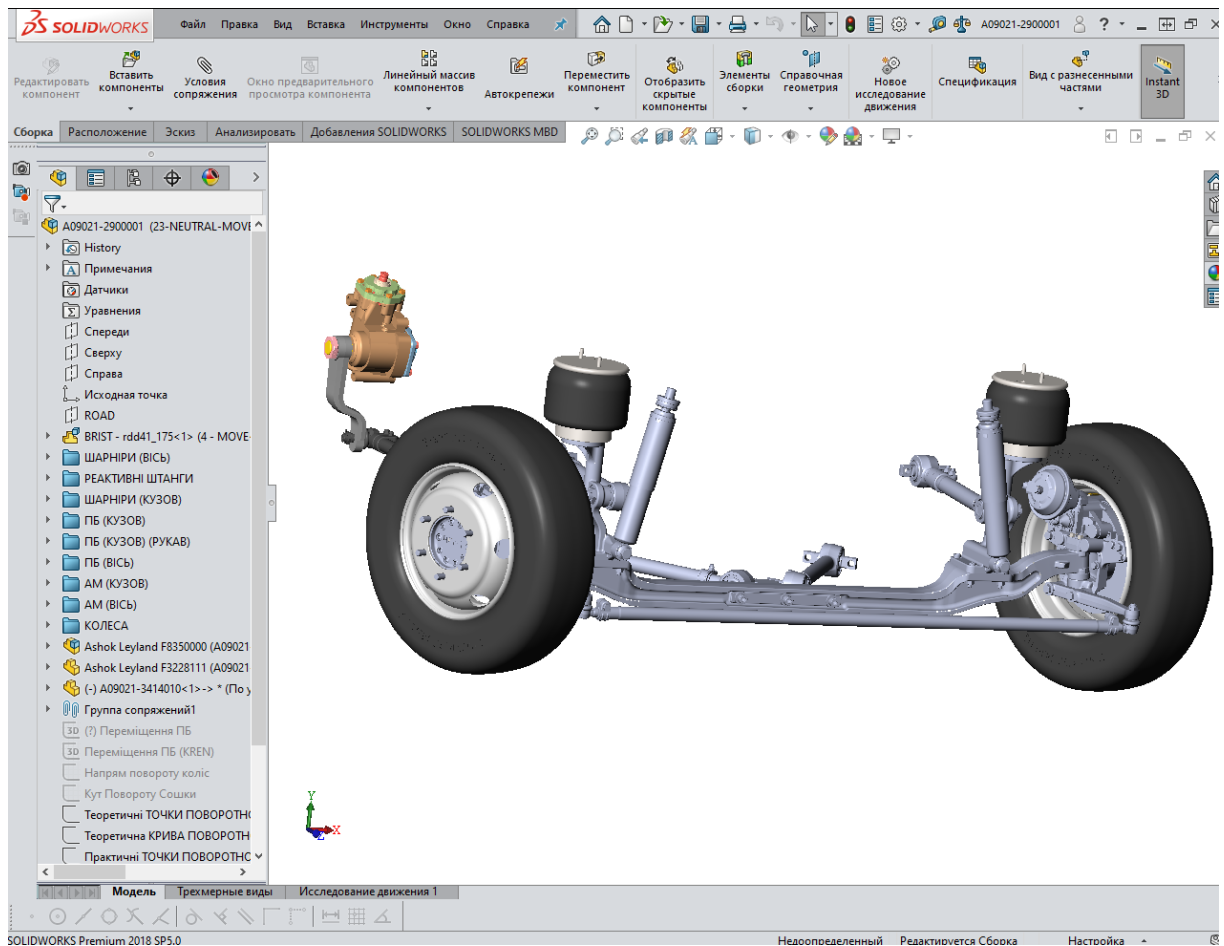 SOLIDWORKS
Файл Правка Вид Вставка Инструменты Окно Справка
A09021-2900001
?
Редактировать компонент
Вставить компоненты
Условия сопряжения
Окно предварительного просмотра компонента
Линейный массив компонентов
Автокрепежи
Переместить компонент
Отобразить скрытые компоненты
Элементы сборки
Справочная геометрия
Новое исследование движения
Спецификация
Вид с разнесенными частями
Instant 3D
Сборка Расположение Эскиз Анализировать Добавления SOLIDWORKS SOLIDWORKS MBD
A09021-2900001 (23-NEUTRAL-MOVE
History
Примечания
Датчики
Уравнения
Спереди
Сверху
Справа
Исходная точка
ROAD
BRIST - rdd41_175<1> (4 - MOVE-
ШАРНІРИ (ВІСЬ)
РЕАКТИВНІ ШТАНГИ
ШАРНІРИ (КУЗОВ)
ПБ (КУЗОВ)
ПБ (КУЗОВ) (РУКАВ)
ПБ (ВІСЬ)
АМ (КУЗОВ)
АМ (ВІСЬ)
КОЛЕСА
Ashok Leyland F8350000 (A09021
Ashok Leyland F3228111 (A09021
(-) A09021-3414010<1>-> * (По у
Группа сопряжений1
3D (?) Переміщення ПБ
3D Переміщення ПБ (KREN)
Напрям повороту коліс
Кут Повороту Сошки
Теоретичні ТОЧКИ ПОВОРОТНО
Теоретична КРИВА ПОВОРОТН
Практичні ТОЧКИ ПОВОРОТНО
Y
X
Z
Модель Трехмерные виды Исследование движения 1
SOLIDWORKS Premium 2018 SP5.0
Недоопределенный Редактируется Сборка Настройка